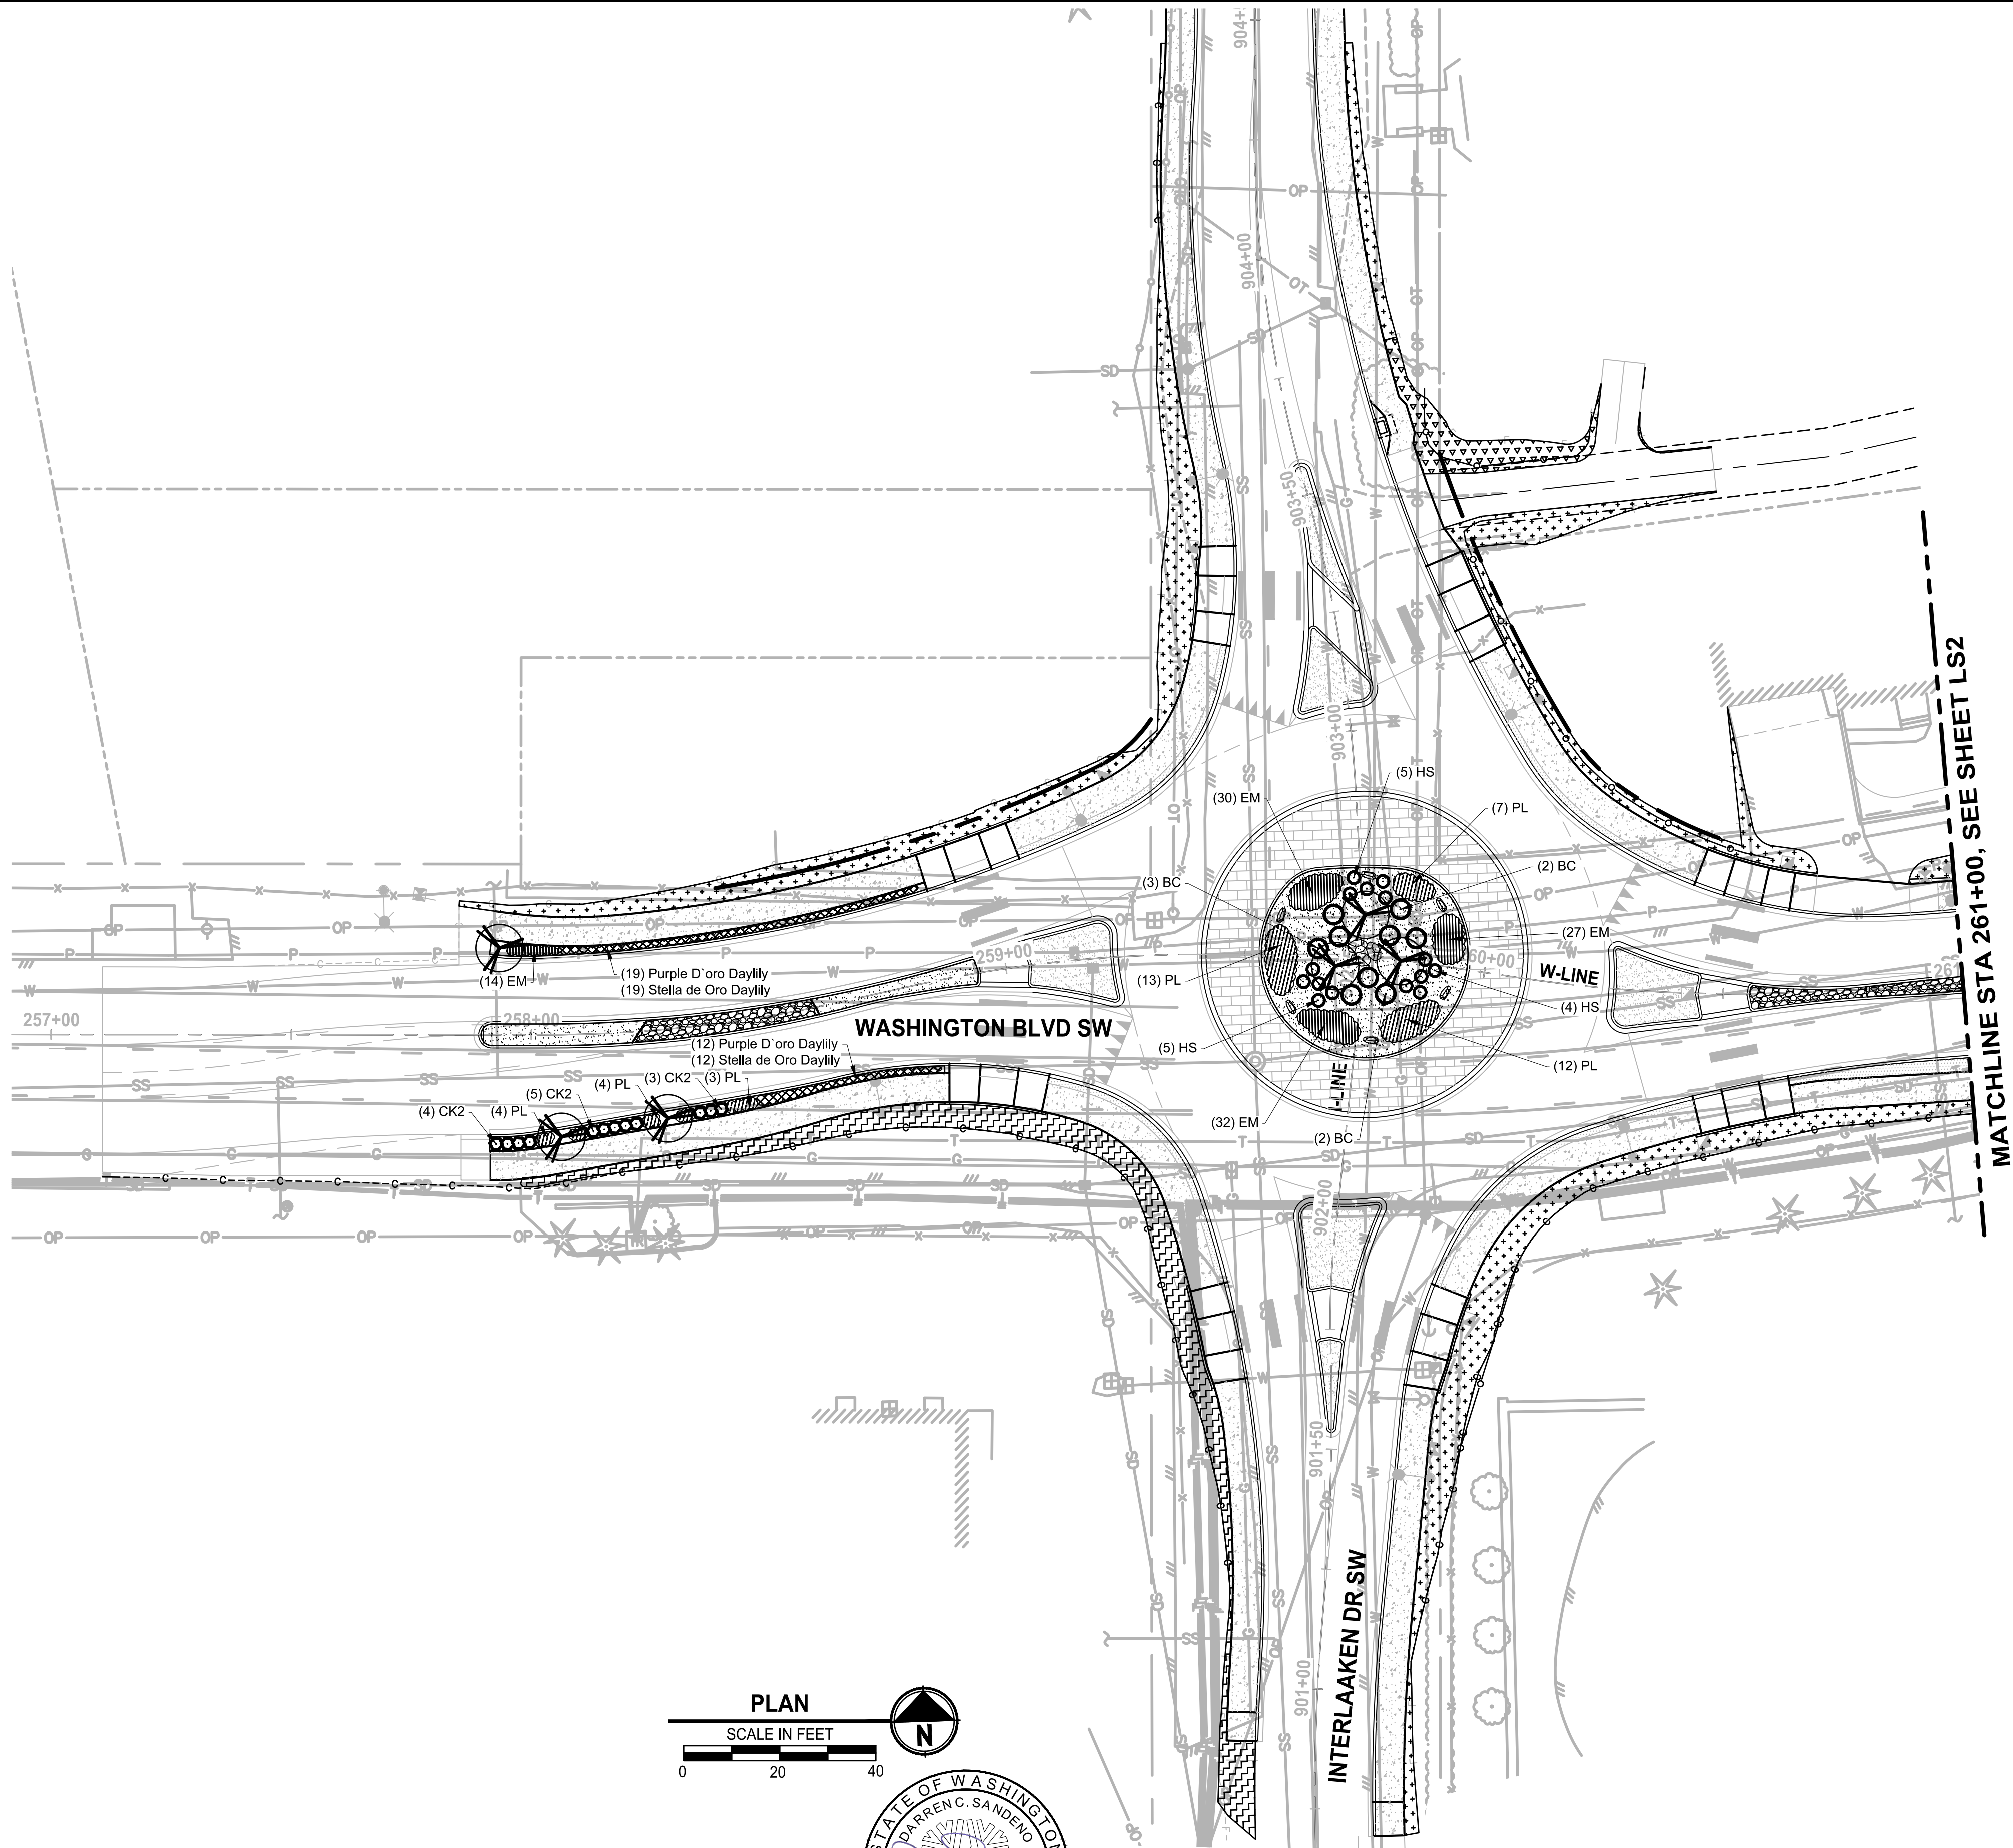 904+
904+00
903+50
903+00
MATCHLINE STA 261+00, SEE SHEET LS2
(5) HS
(30) EM
(7) PL
(2) BC
(3) BC
(27) EM
259+00
60+00
W-LINE
(13) PL
(4) HS
(14) EM
(19) Purple D`oro Daylily
(19) Stella de Oro Daylily
257+00
258+00
261
WASHINGTON BLVD SW
(12) Purple D`oro Daylily
(12) Stella de Oro Daylily
(5) HS
(12) PL
I-LINE
(3) CK2
(3) PL
(4) PL
(5) CK2
(4) CK2
(4) PL
(32) EM
(2) BC
902+00
901+50
901+00
INTERLAAKEN DR SW
PLAN
SCALE IN FEET
0 20 40
N
STATE OF WASHINGTON
DARREN C. SANDENO